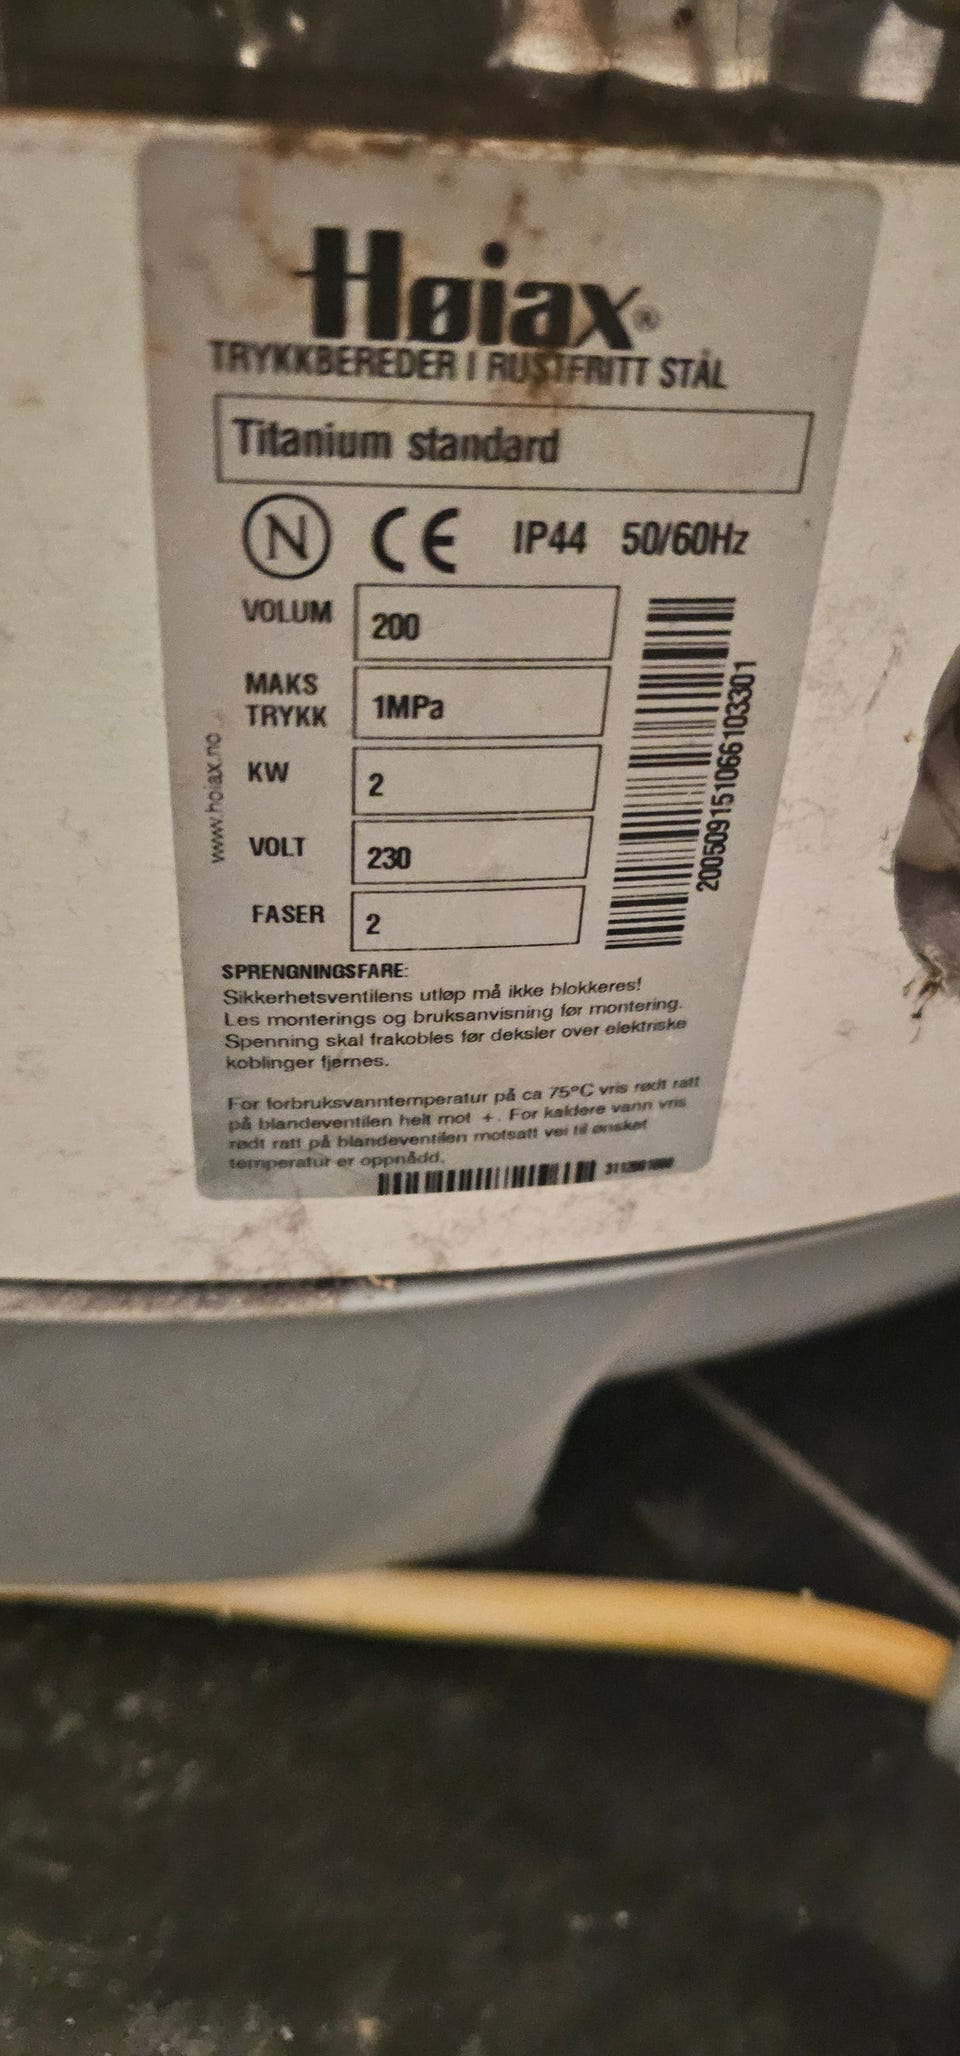 Høiax®
TRYKKBEREDER I RUSTFRITT STÅL
Titanium standard
N CE IP44 50/60Hz
VOLUM 200
MAKS TRYKK 1MPa
KW 2
VOLT 230
FASER 2
www.hoiax.no
200509151066103301
SPRENGNINGSFARE:
Sikkerhetsventilens utløp må ikke blokkeres!
Les monterings og bruksanvisning før montering.
Spenning skal frakobles før deksler over elektriske
koblinger fjernes.
For forbruksvanntemperatur på ca 75°C vris rødt ratt
på blandeventilen helt mot +. For kaldere vann vris
rødt ratt på blandeventilen motsatt vei til ønsket
temperatur er oppnådd.